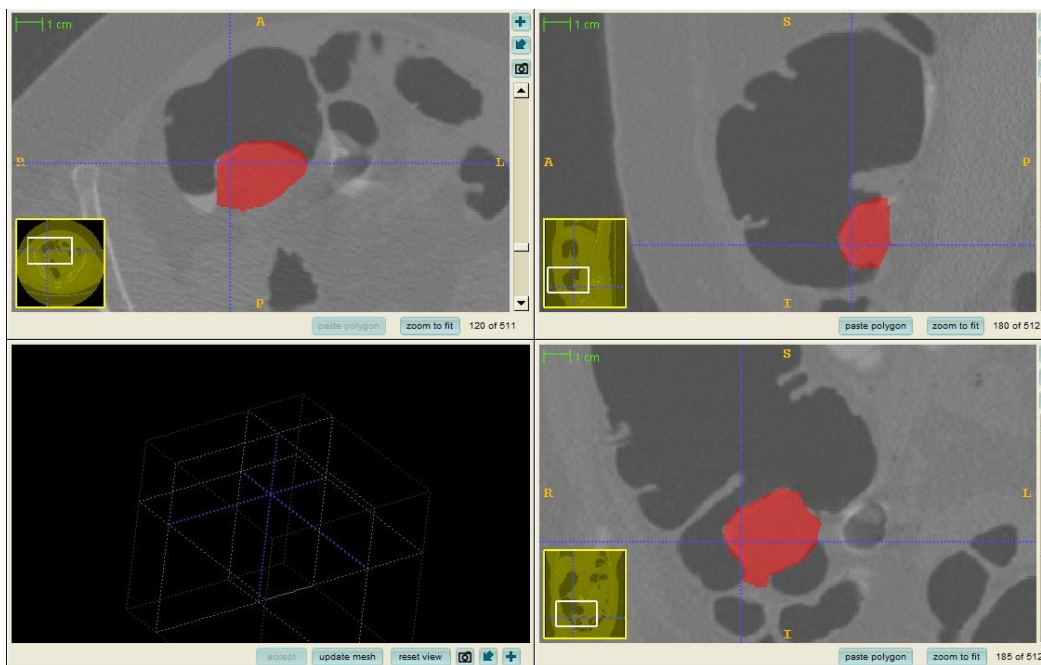 1 cm
A
R
L
P
paste polygon zoom to fit 120 of 511
1 cm
S
A
P
I
paste polygon zoom to fit 180 of 512
accept update mesh reset view
1 cm
S
R
L
I
paste polygon zoom to fit 185 of 512